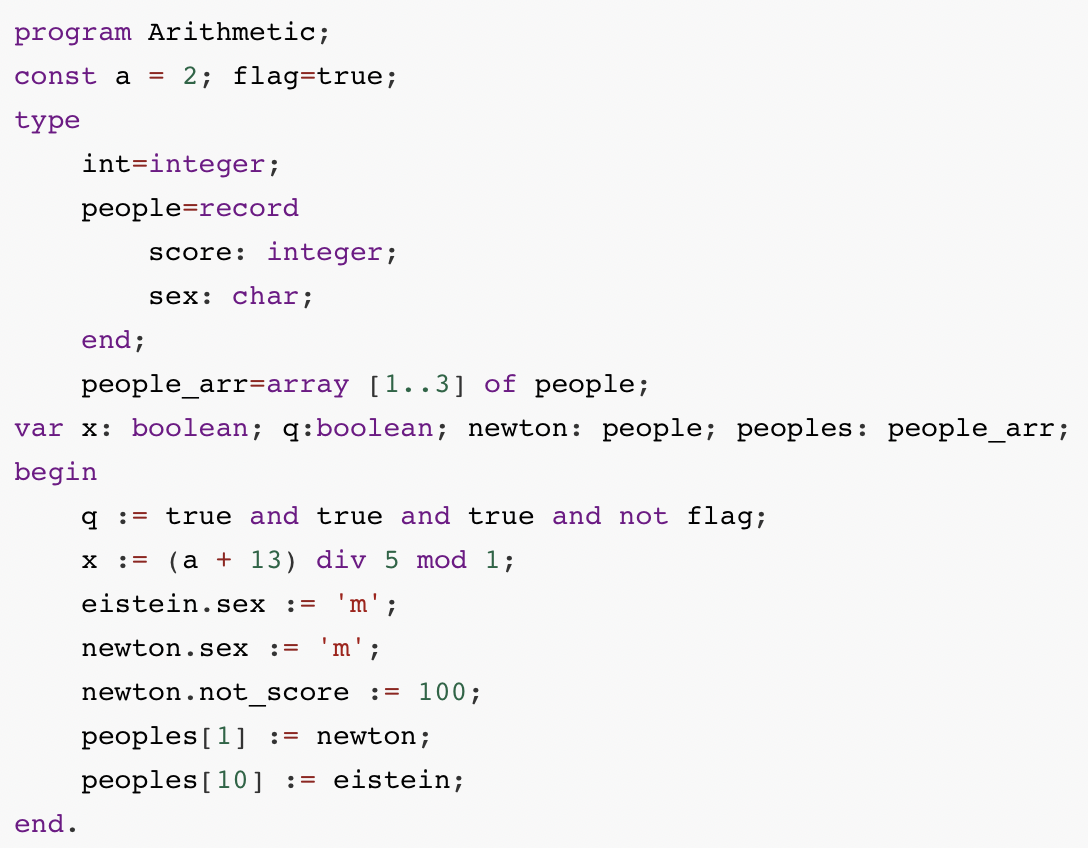 program Arithmetic;
const a = 2; flag=true;
type
    int=integer;
    people=record
        score: integer;
        sex: char;
    end;
    people_arr=array [1..3] of people;
var x: boolean; q:boolean; newton: people; peoples: people_arr;
begin
    q := true and true and true and not flag;
    x := (a + 13) div 5 mod 1;
    eistein.sex := 'm';
    newton.sex := 'm';
    newton.not_score := 100;
    peoples[1] := newton;
    peoples[10] := eistein;
end.